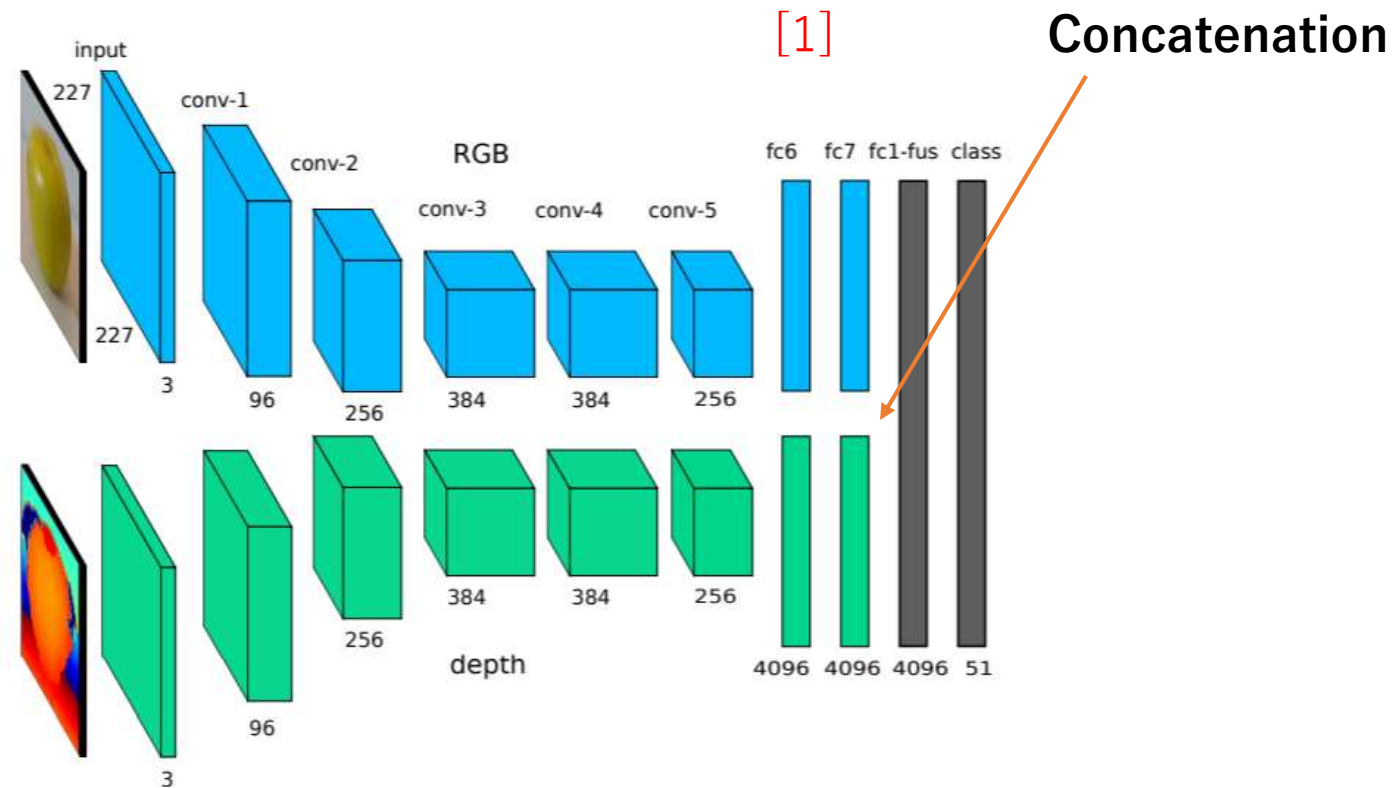 [1] Concatenation
input
227
conv-1
conv-2
RGB
fc6 fc7 fc1-fus class
conv-3 conv-4 conv-5
227
3
96
256
384 384 256
384 384 256
256
depth
4096 4096 4096 51
96
3